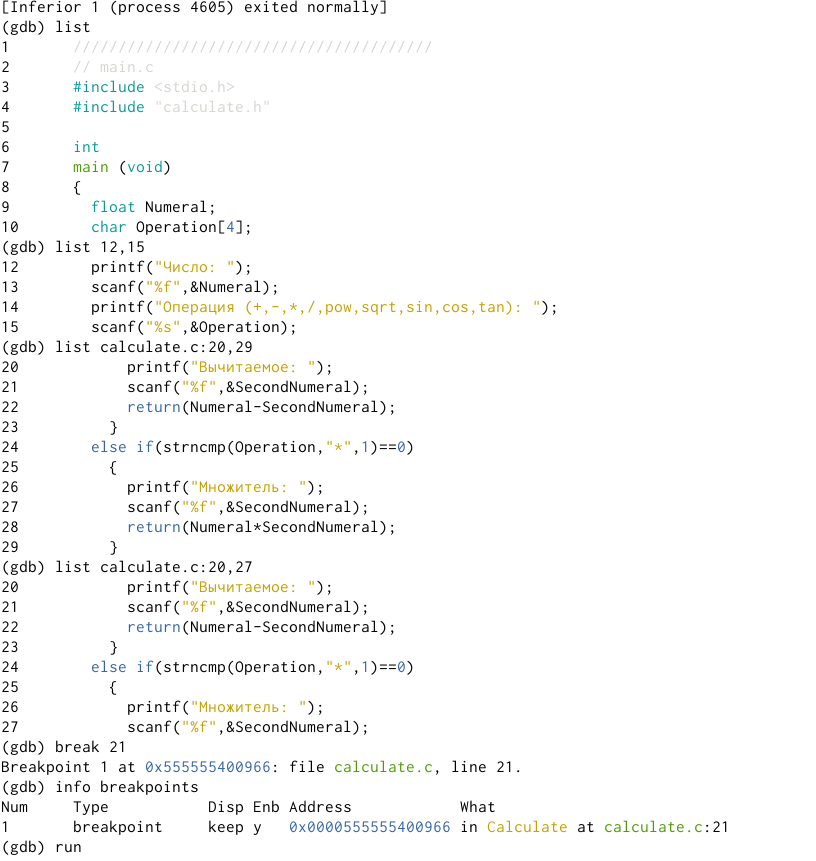 [Inferior 1 (process 4605) exited normally]
(gdb) list
1       ////////////////////////////////////////
2       // main.c
3       #include <stdio.h>
4       #include "calculate.h"
5
6       int
7       main (void)
8       {
9         float Numeral;
10        char Operation[4];
(gdb) list 12,15
12        printf("Число: ");
13        scanf("%f",&Numeral);
14        printf("Операция (+,-,*,/,pow,sqrt,sin,cos,tan): ");
15        scanf("%s",&Operation);
(gdb) list calculate.c:20,29
20            printf("Вычитаемое: ");
21            scanf("%f",&SecondNumeral);
22            return(Numeral-SecondNumeral);
23          }
24        else if(strncmp(Operation,"*",1)==0)
25          {
26            printf("Множитель: ");
27            scanf("%f",&SecondNumeral);
28            return(Numeral*SecondNumeral);
29          }
(gdb) list calculate.c:20,27
20            printf("Вычитаемое: ");
21            scanf("%f",&SecondNumeral);
22            return(Numeral-SecondNumeral);
23          }
24        else if(strncmp(Operation,"*",1)==0)
25          {
26            printf("Множитель: ");
27            scanf("%f",&SecondNumeral);
(gdb) break 21
Breakpoint 1 at 0x555555400966: file calculate.c, line 21.
(gdb) info breakpoints
Num     Type           Disp Enb Address            What
1       breakpoint     keep y   0x0000555555400966 in Calculate at calculate.c:21
(gdb) run